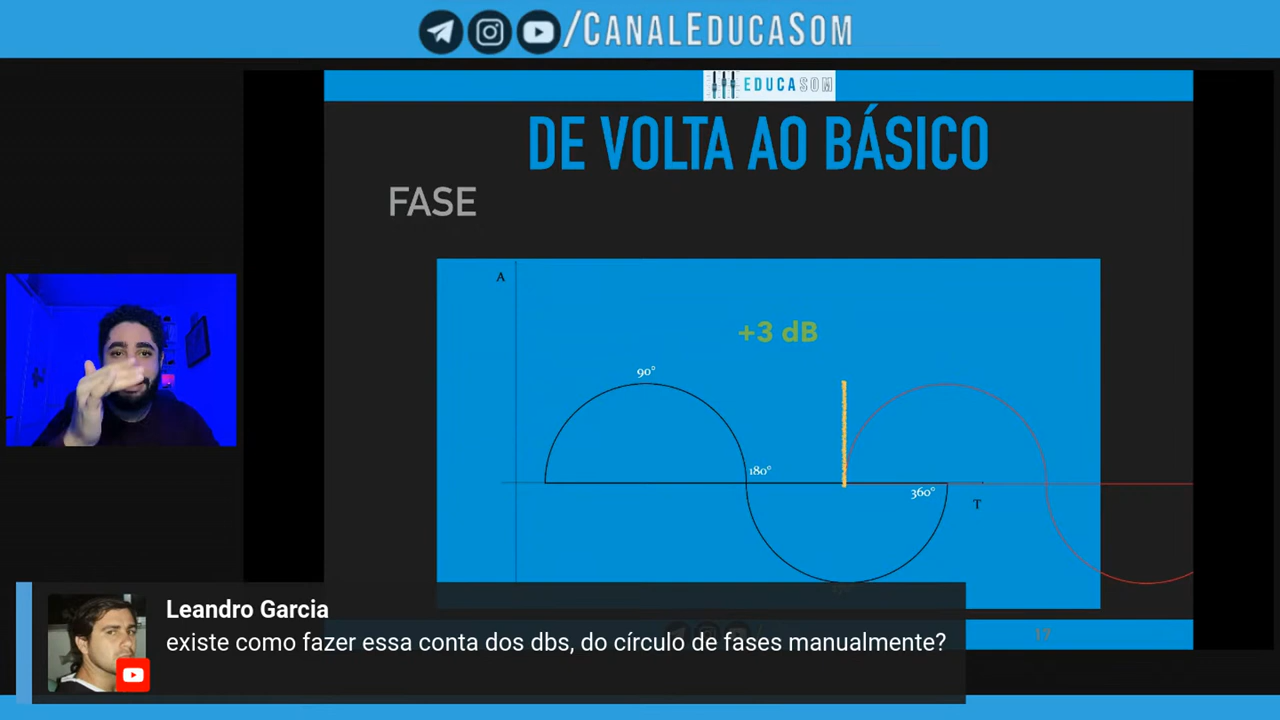 /CANALEDUCASOM
EDUCASOM
DE VOLTA AO BÁSICO
FASE
A
+3 dB
90°
180°
360°
T
17
Leandro Garcia
existe como fazer essa conta dos dbs, do círculo de fases manualmente?